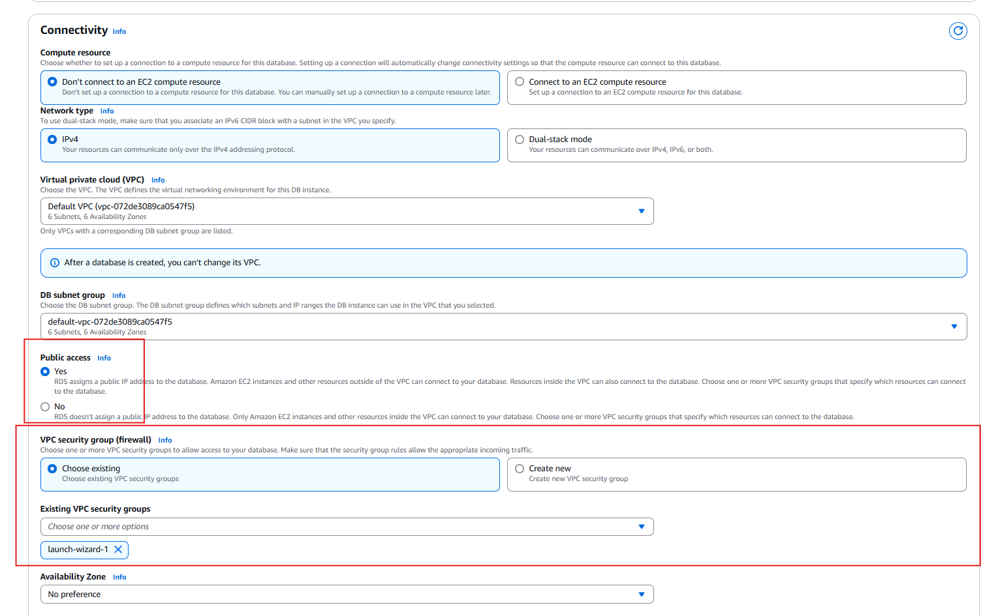 Connectivity Info
Compute resource
Choose whether to set up a connection to a compute resource for this database. Setting up a connection will automatically change connectivity settings so that the compute resource can connect to this database.
Don't connect to an EC2 compute resource
Don't set up a connection to a compute resource for this database. You can manually set up a connection to a compute resource later.
Connect to an EC2 compute resource
Set up a connection to an EC2 compute resource for this database.
Network type Info
To use dual-stack mode, make sure that you associate an IPv6 CIDR block with a subnet in the VPC you specify.
IPv4
Your resources can communicate only over the IPv4 addressing protocol.
Dual-stack mode
Your resources can communicate over IPv4, IPv6, or both.
Virtual private cloud (VPC) Info
Choose the VPC. The VPC defines the virtual networking environment for this DB instance.
Default VPC (vpc-072de3089ca0547f5)
6 Subnets, 6 Availability Zones
Only VPCs with a corresponding DB subnet group are listed.
After a database is created, you can't change its VPC.
DB subnet group Info
Choose the DB subnet group. The DB subnet group defines which subnets and IP ranges the DB instance can use in the VPC that you selected.
default-vpc-072de3089ca0547f5
6 Subnets, 6 Availability Zones
Public access Info
Yes
RDS assigns a public IP address to the database. Amazon EC2 instances and other resources outside of the VPC can connect to your database. Resources inside the VPC can also connect to the database. Choose one or more VPC security groups that specify which resources can connect
to the database.
No
RDS doesn't assign a public IP address to the database. Only Amazon EC2 instances and other resources inside the VPC can connect to your database. Choose one or more VPC security groups that specify which resources can connect to the database.
VPC security group (firewall) Info
Choose one or more VPC security groups to allow access to your database. Make sure that the security group rules allow the appropriate incoming traffic.
Choose existing
Choose existing VPC security groups
Create new
Create new VPC security group
Existing VPC security groups
Choose one or more options
launch-wizard-1
Availability Zone Info
No preference